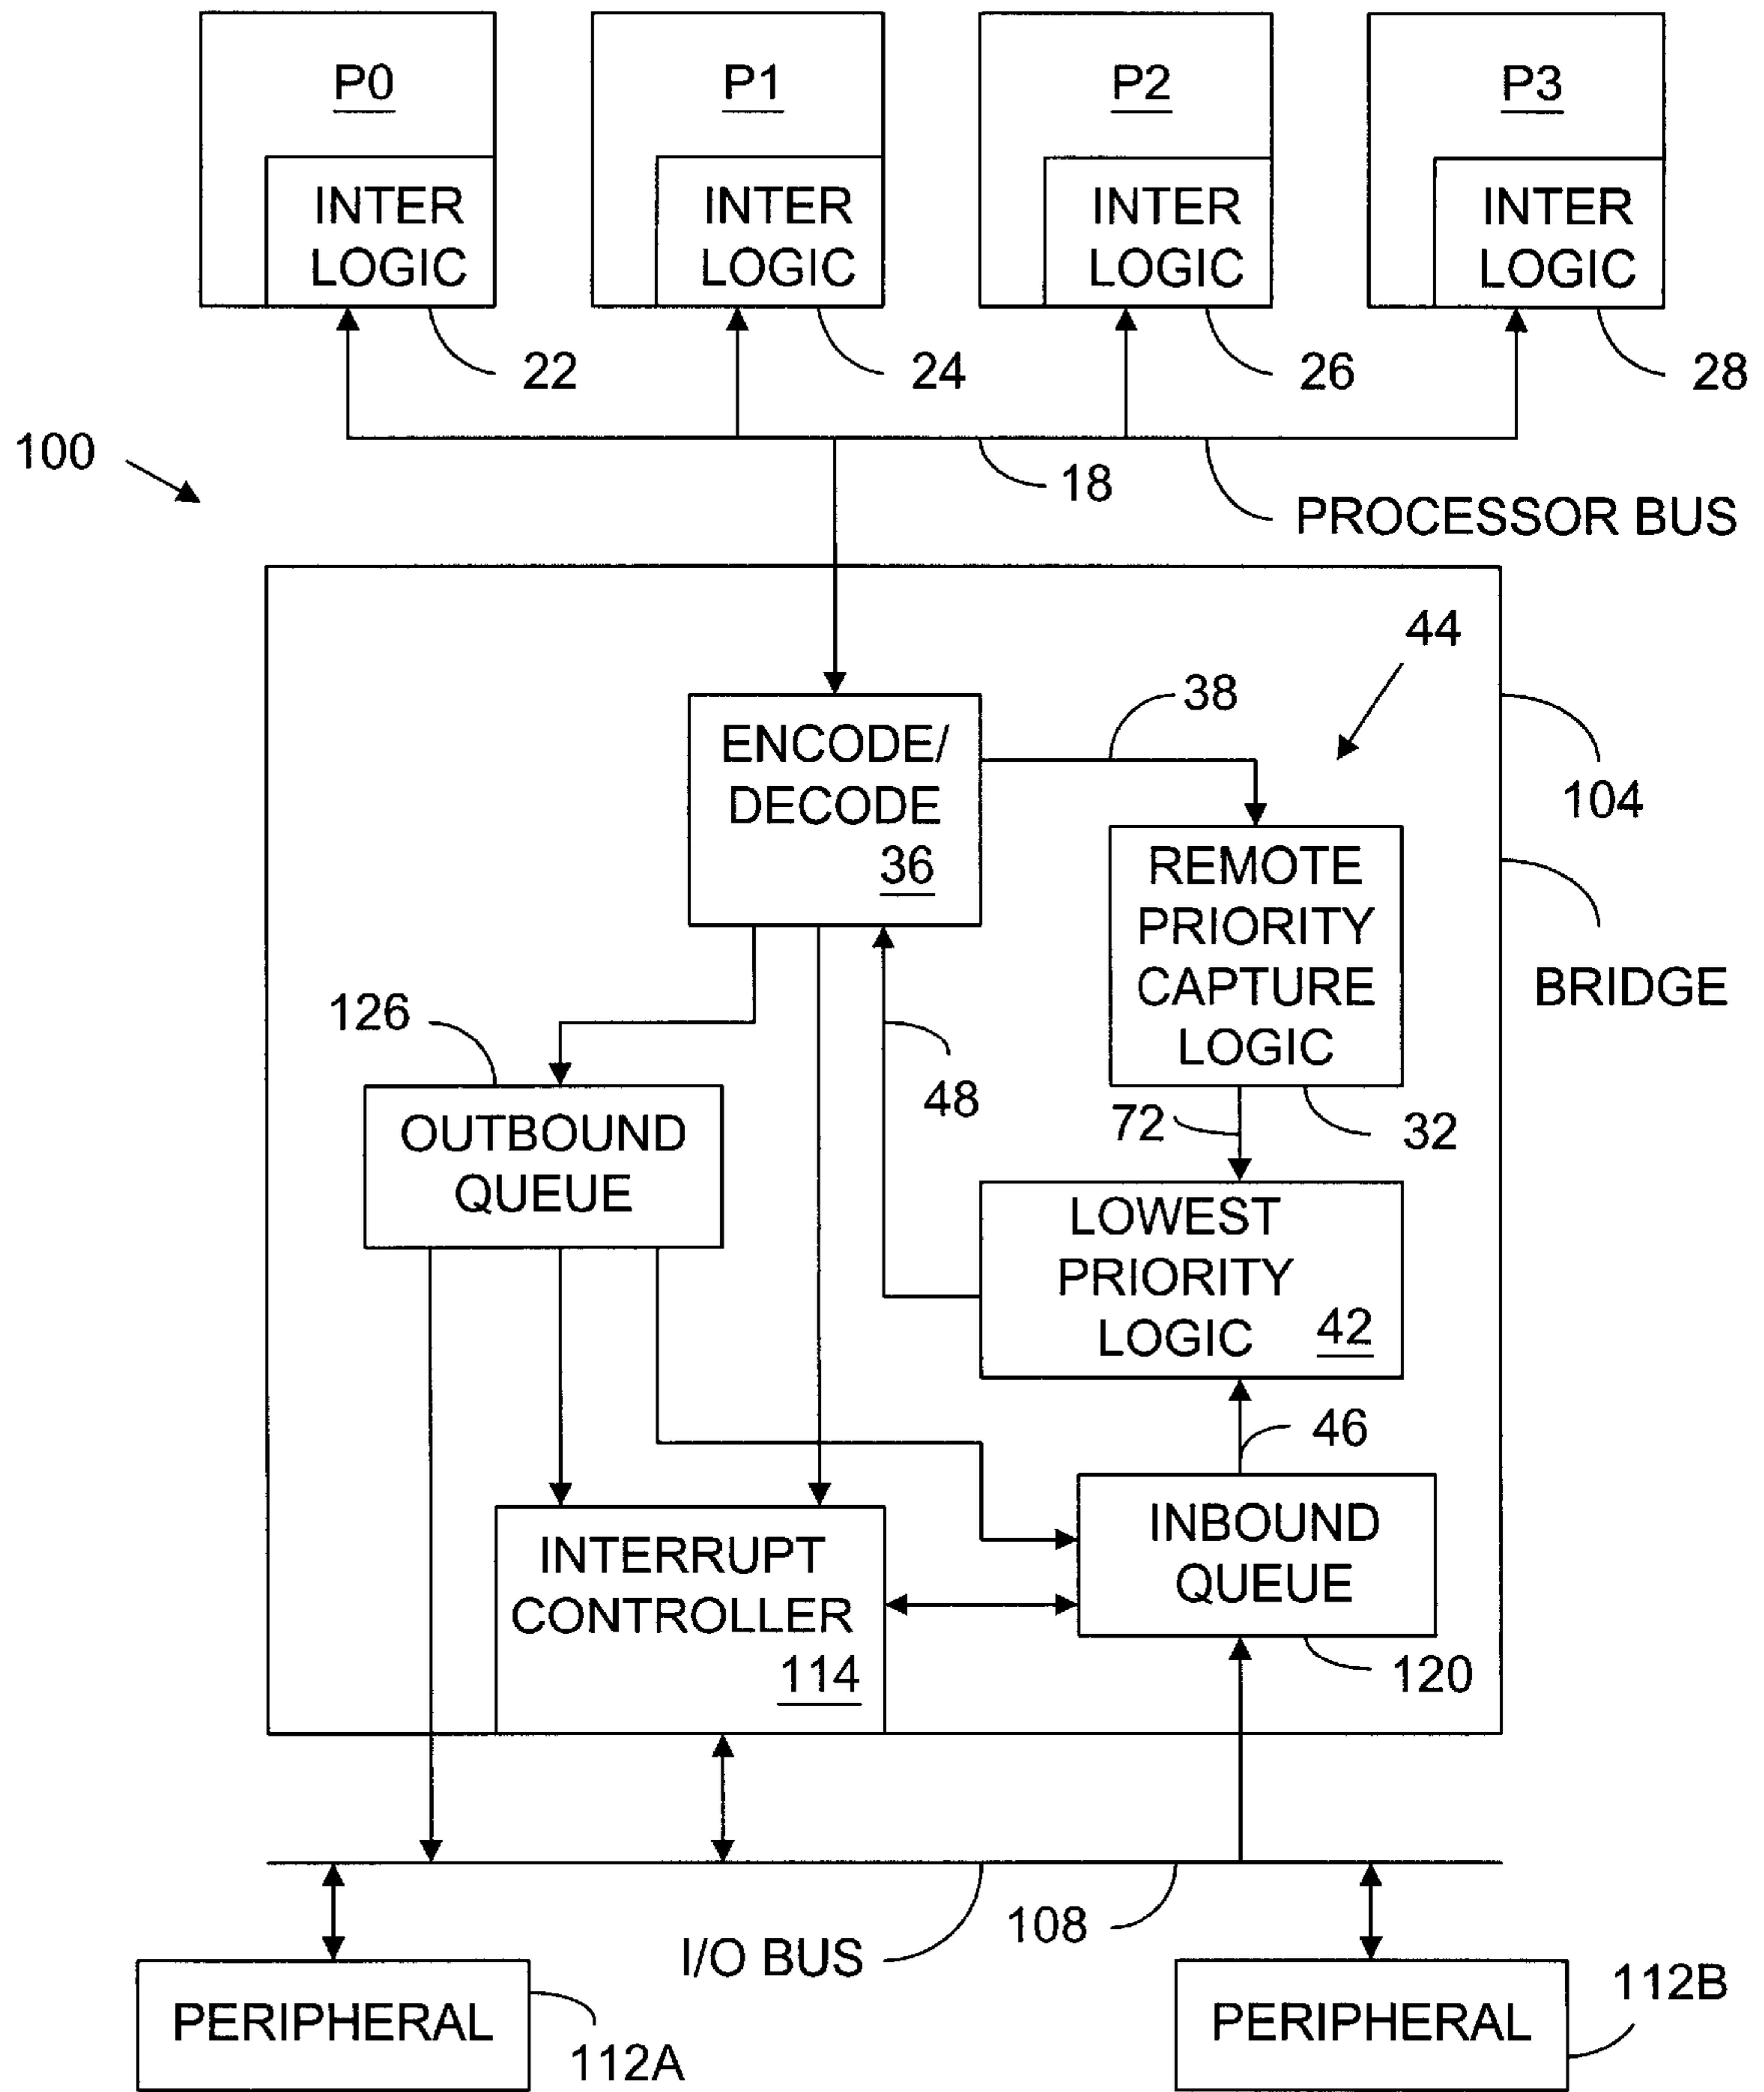 P0
P1
P2
P3
INTER
LOGIC
INTER
LOGIC
INTER
LOGIC
INTER
LOGIC
22
24
26
28
100
18
PROCESSOR BUS
44
38
ENCODE/
DECODE
36
104
REMOTE
PRIORITY
CAPTURE
LOGIC
BRIDGE
126
48
72
32
OUTBOUND
QUEUE
LOWEST
PRIORITY
LOGIC
42
46
INBOUND
QUEUE
INTERRUPT
CONTROLLER
114
120
108
I/O BUS
PERIPHERAL
112A
PERIPHERAL
112B